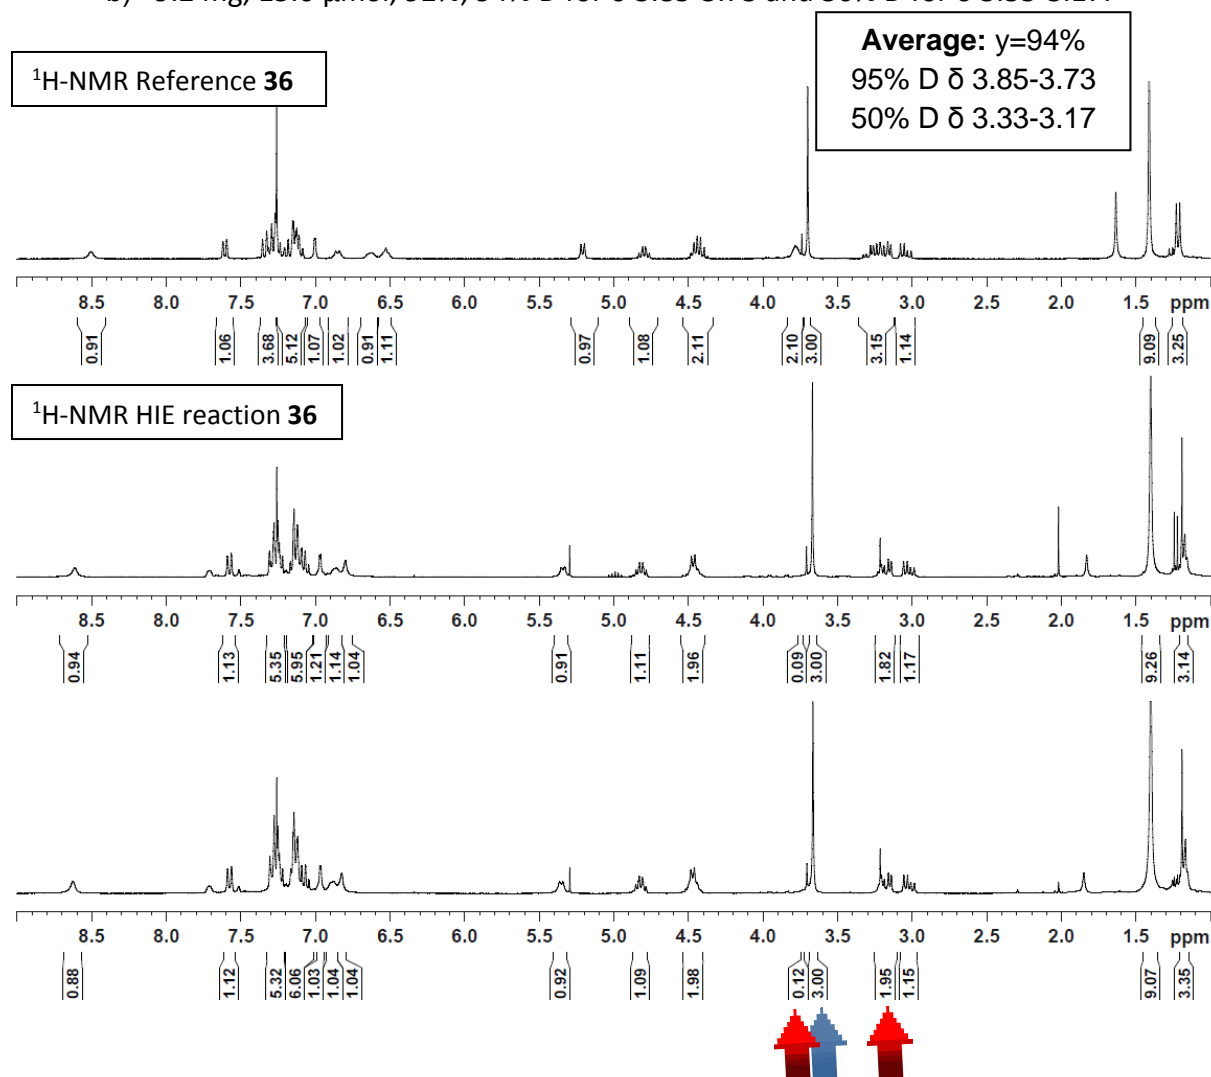 b) mg, D for δ and D for δ
Average: y=94%
95% D δ 3.85-3.73
50% D δ 3.33-3.17
¹H-NMR Reference 36
8.5 8.0 7.5 7.0 6.5 6.0 5.5 5.0 4.5 4.0 3.5 3.0 2.5 2.0 1.5 ppm
0.91 1.06 3.68 5.12 1.07 1.02 0.91 1.11 0.97 1.08 2.11 2.10 3.00 3.15 1.14 9.09 3.25
¹H-NMR HIE reaction 36
8.5 8.0 7.5 7.0 6.5 6.0 5.5 5.0 4.5 4.0 3.5 3.0 2.5 2.0 1.5 ppm
0.94 1.13 5.35 5.95 1.21 1.14 1.04 0.91 1.11 1.96 0.09 3.00 1.82 1.17 9.26 3.14
8.5 8.0 7.5 7.0 6.5 6.0 5.5 5.0 4.5 4.0 3.5 3.0 2.5 2.0 1.5 ppm
0.88 1.12 5.32 6.06 1.03 1.04 1.04 0.92 1.09 1.98 0.12 3.00 1.95 1.15 9.07 3.35